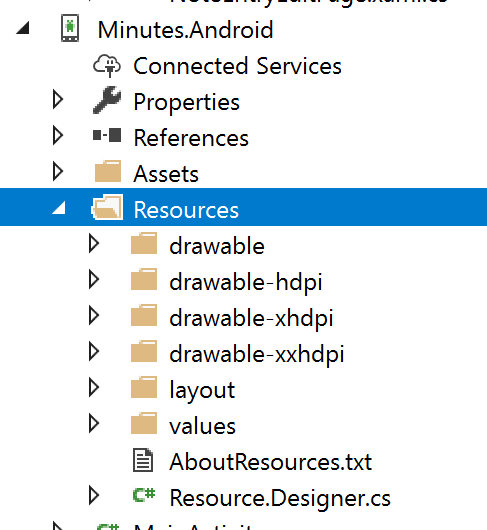 Minutes.Android
Connected Services
Properties
References
Assets
Resources
drawable
drawable-hdpi
drawable-xhdpi
drawable-xxhdpi
layout
values
AboutResources.txt
C# Resource.Designer.cs
C#